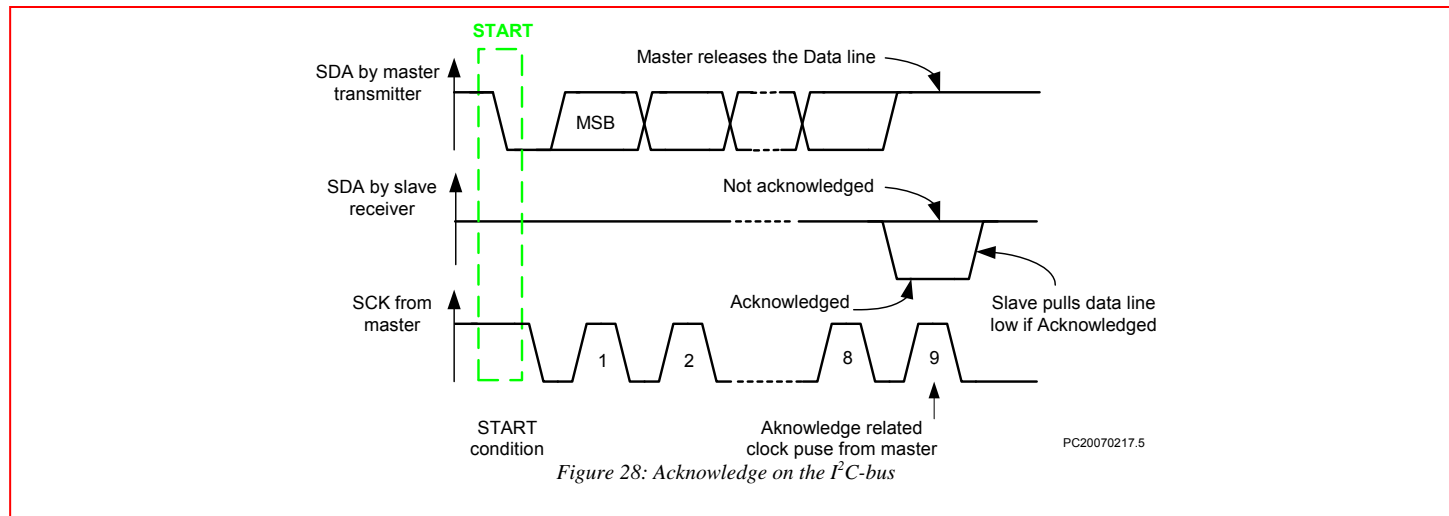 START
Master releases the Data line
SDA by master
transmitter
MSB
SDA by slave
receiver
Not acknowledged
Acknowledged
Slave pulls data line
low if Acknowledged
SCK from
master
1
2
8
9
START
condition
Aknowledge related
clock puse from master
PC20070217.5
Figure 28: Acknowledge on the I²C-bus